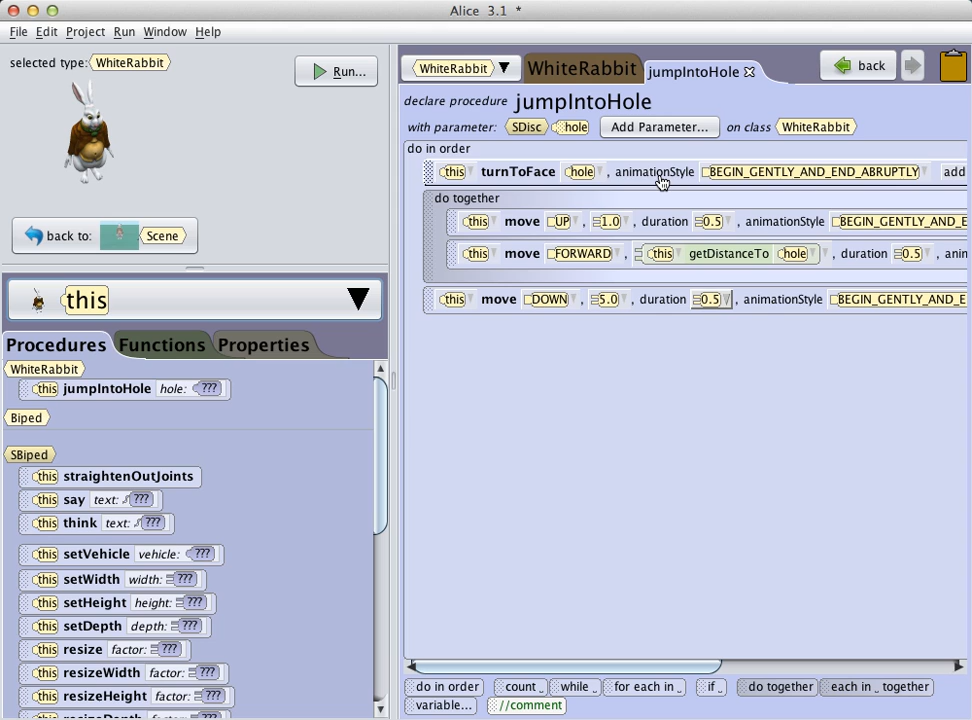 Alice 3.1 *
File Edit Project Run Window Help
selected type: WhiteRabbit
Run...
back to: Scene
this
Procedures Functions Properties
WhiteRabbit
this jumpIntoHole hole: ???
Biped
SBiped
this straightenOutJoints
this say text: ???
this think text: ???
this setVehicle vehicle: ???
this setWidth width: ???
this setHeight height: ???
this setDepth depth: ???
this resize factor: ???
this resizeWidth factor: ???
this resizeHeight factor: ???
this resizeDepth factor: ???
WhiteRabbit WhiteRabbit jumpIntoHole back
declare procedure jumpIntoHole
with parameter: SDisc hole Add Parameter... on class WhiteRabbit
do in order
this turnToFace hole , animationStyle BEGIN_GENTLY_AND_END_ABRUPTLY add
do together
this move UP , 1.0 , duration 0.5 , animationStyle BEGIN_GENTLY_AND_E
this move FORWARD , this getDistanceTo hole , duration 0.5 , anin
this move DOWN , 5.0 , duration 0.5 , animationStyle BEGIN_GENTLY_AND_E
do in order count _ while _ for each in _ if _ do together each in _ together
variable... //comment